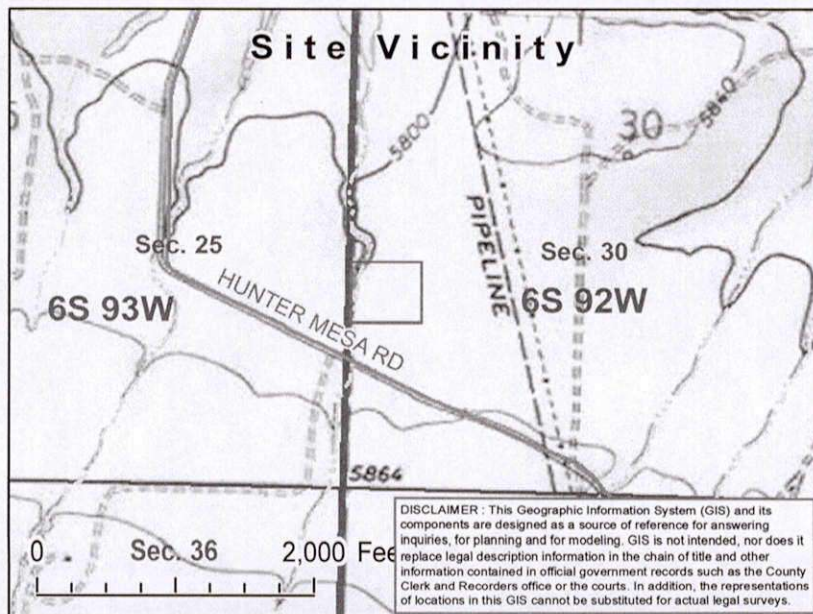 Site Vicinity
5800
30
5840
PIPELINE
Sec. 25
Sec. 30
6S 93W
6S 92W
HUNTER MESA RD
5864
0
Sec. 36
2,000 Fe
DISCLAIMER : This Geographic Information System (GIS) and its
components are designed as a source of reference for answering
inquiries, for planning and for modeling. GIS is not intended, nor does it
replace legal description information in the chain of title and other
information contained in official government records such as the County
Clerk and Recorders office or the courts. In addition, the representations
of locations in this GIS cannot be substituted for actual legal surveys.